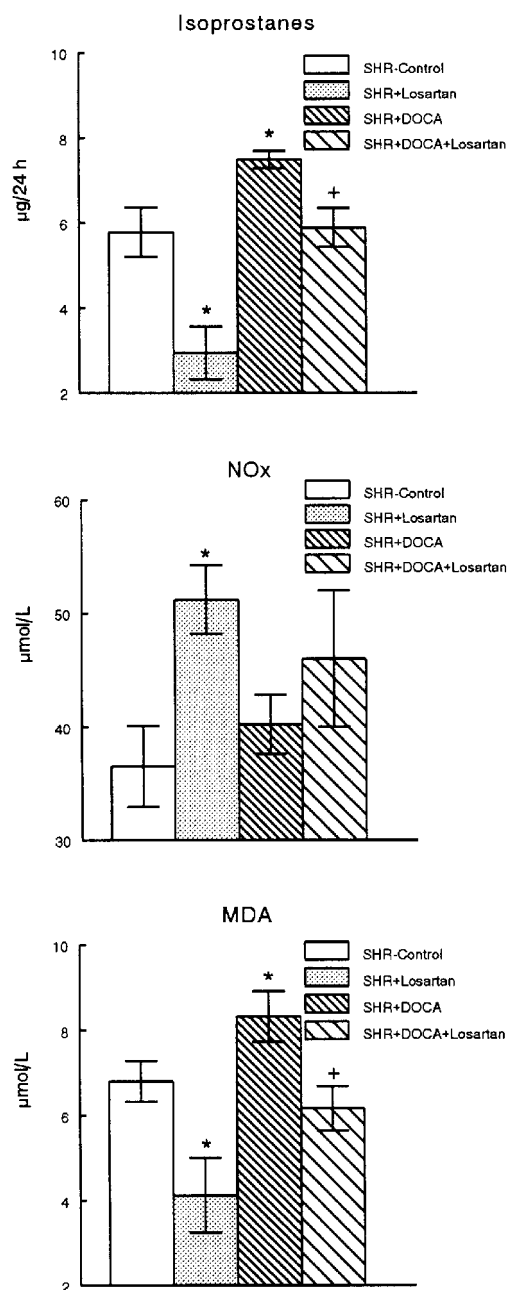 Isoprostanes
10
8
6
4
2
µg/24 h
SHR-Control
SHR+Losartan
SHR+DOCA
SHR+DOCA+Losartan
*
*
+
NOx
60
50
40
30
µmol/L
SHR-Control
SHR+Losartan
SHR+DOCA
SHR+DOCA+Losartan
*
MDA
10
8
6
4
2
µmol/L
SHR-Control
SHR+Losartan
SHR+DOCA
SHR+DOCA+Losartan
*
*
+